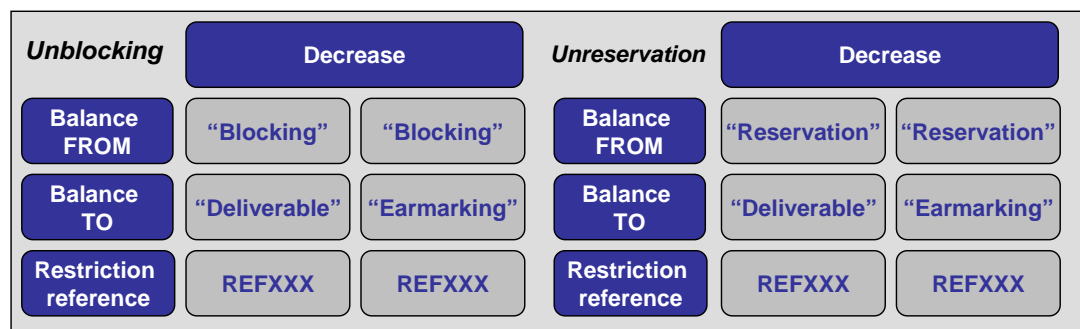 Unblocking
Decrease
Balance
FROM
“Blocking”
“Blocking”
Balance
TO
“Deliverable”
“Earmarking”
Restriction
reference
REFXXX
REFXXX
Unreservation
Decrease
Balance
FROM
“Reservation”
“Reservation”
Balance
TO
“Deliverable”
“Earmarking”
Restriction
reference
REFXXX
REFXXX